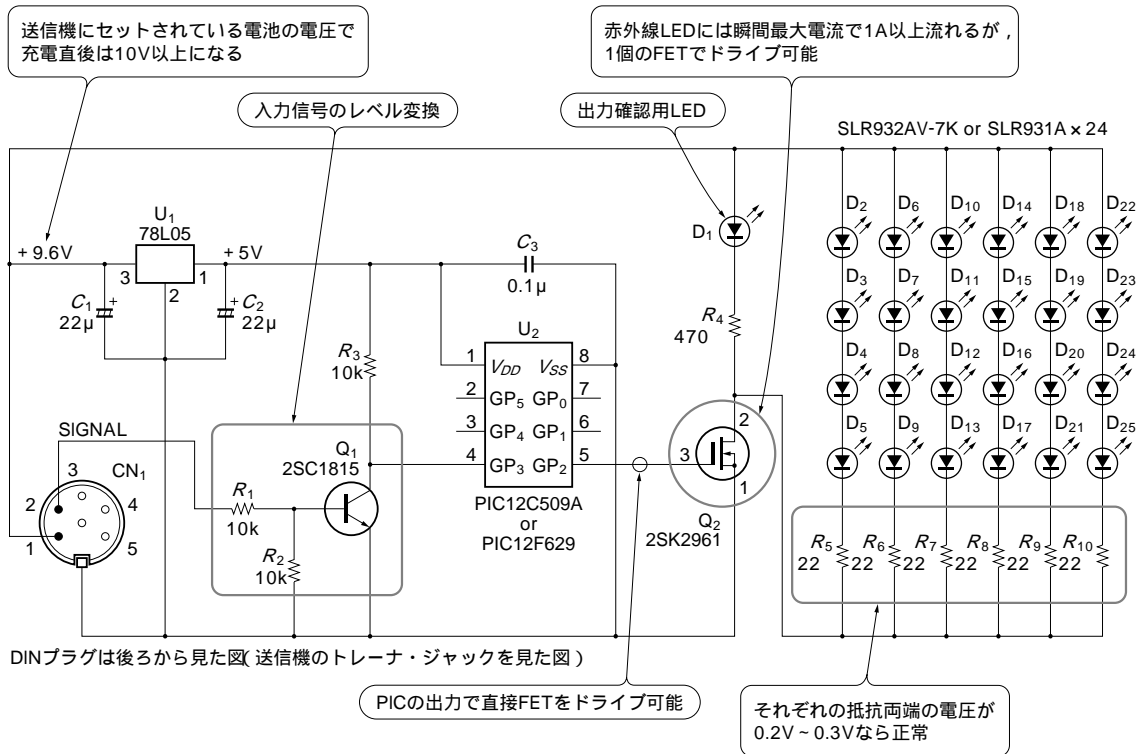 送信機にセットされている電池の電圧で
充電直後は10V以上になる
赤外線LEDには瞬間最大電流で1A以上流れるが，
1個のFETでドライブ可能
入力信号のレベル変換
出力確認用LED
SLR932AV-7K or SLR931A × 24
U1
78L05
+9.6V
+5V
3
1
2
C1
22μ
+
C2
22μ
+
C3
0.1μ
R3
10k
U2
1
VDD
VSS
8
2
GP5
GP0
7
3
GP4
GP1
6
4
GP3
GP2
5
PIC12C509A
or
PIC12F629
D1
R4
470
2
3
1
Q2
2SK2961
D2
D6
D10
D14
D18
D22
D3
D7
D11
D15
D19
D23
D4
D8
D12
D16
D20
D24
D5
D9
D13
D17
D21
D25
R5
22
R6
22
R7
22
R8
22
R9
22
R10
22
SIGNAL
CN1
3
2
4
1
5
R1
10k
R2
10k
Q1
2SC1815
DINプラグは後ろから見た図(送信機のトレーナ・ジャックを見た図)
PICの出力で直接FETをドライブ可能
それぞれの抵抗両端の電圧が
0.2V～0.3Vなら正常